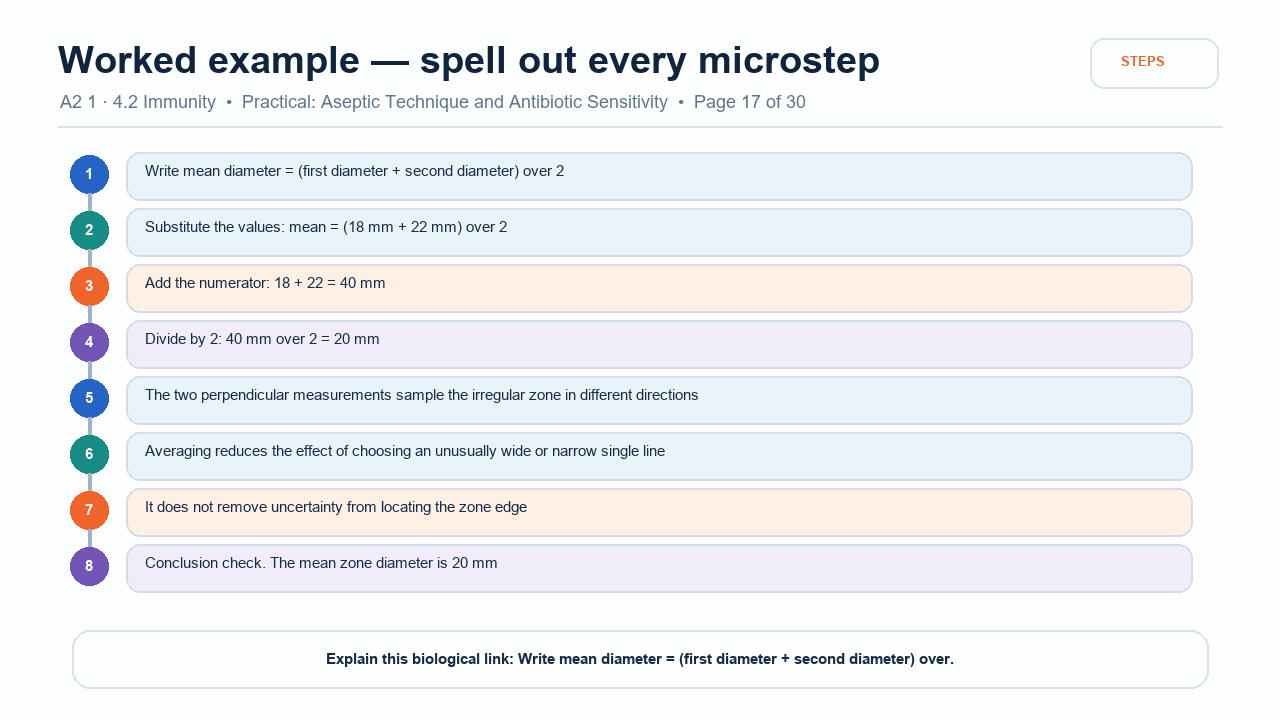 Worked example — spell out every microstep
STEPS
A2 1 · 4.2 Immunity • Practical: Aseptic Technique and Antibiotic Sensitivity • Page 17 of 30
1 Write mean diameter = (first diameter + second diameter) over 2
2 Substitute the values: mean = (18 mm + 22 mm) over 2
3 Add the numerator: 18 + 22 = 40 mm
4 Divide by 2: 40 mm over 2 = 20 mm
5 The two perpendicular measurements sample the irregular zone in different directions
6 Averaging reduces the effect of choosing an unusually wide or narrow single line
7 It does not remove uncertainty from locating the zone edge
8 Conclusion check. The mean zone diameter is 20 mm
Explain this biological link: Write mean diameter = (first diameter + second diameter) over.